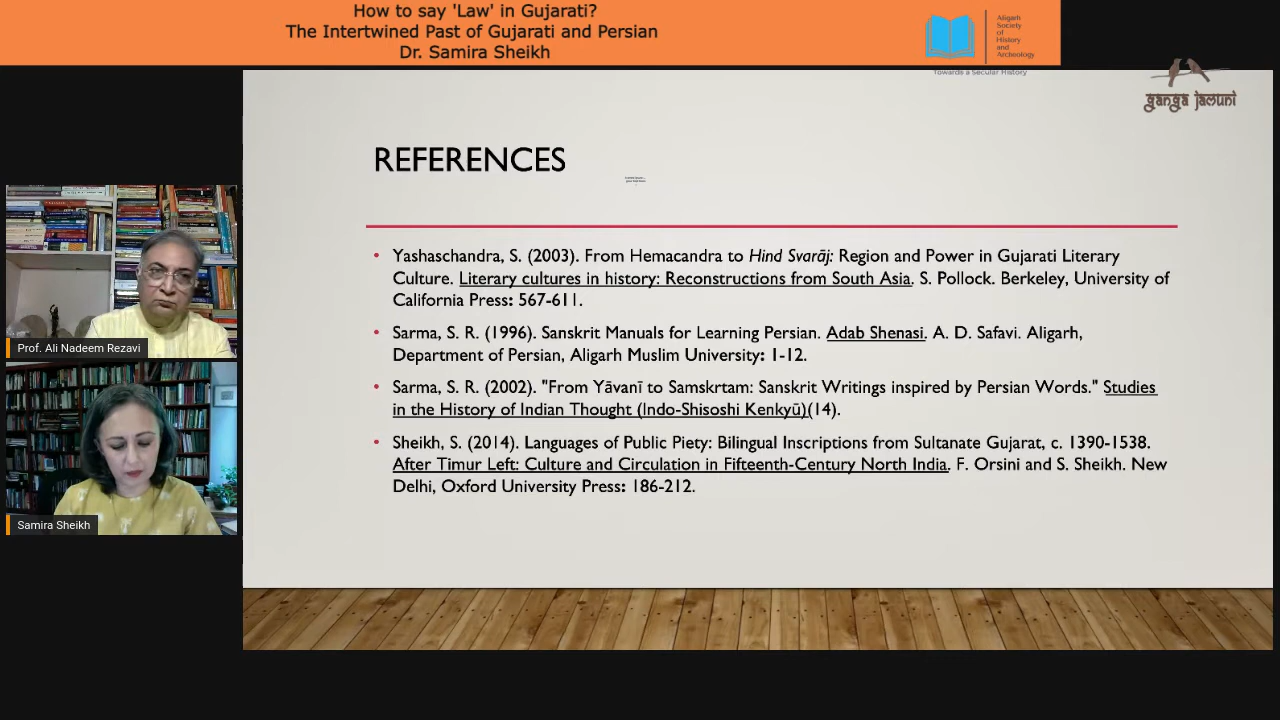 How to say 'Law' in Gujarati?
The Intertwined Past of Gujarati and Persian
Dr. Samira Sheikh
Aligarh
Society
of
History
and
Archeology
Towards a Secular History
ganga jamuni
REFERENCES
• Yashaschandra, S. (2003). From Hemacandra to Hind Svarāj: Region and Power in Gujarati Literary
Culture. Literary cultures in history: Reconstructions from South Asia. S. Pollock. Berkeley, University of
California Press: 567-611.
• Sarma, S. R. (1996). Sanskrit Manuals for Learning Persian. Adab Shenasi. A. D. Safavi. Aligarh,
Department of Persian, Aligarh Muslim University: 1-12.
• Sarma, S. R. (2002). "From Yāvanī to Samskrtam: Sanskrit Writings inspired by Persian Words." Studies
in the History of Indian Thought (Indo-Shisoshi Kenkyū)(14).
• Sheikh, S. (2014). Languages of Public Piety: Bilingual Inscriptions from Sultanate Gujarat, c. 1390-1538.
After Timur Left: Culture and Circulation in Fifteenth-Century North India. F. Orsini and S. Sheikh. New
Delhi, Oxford University Press: 186-212.
Prof. Ali Nadeem Rezavi
Samira Sheikh